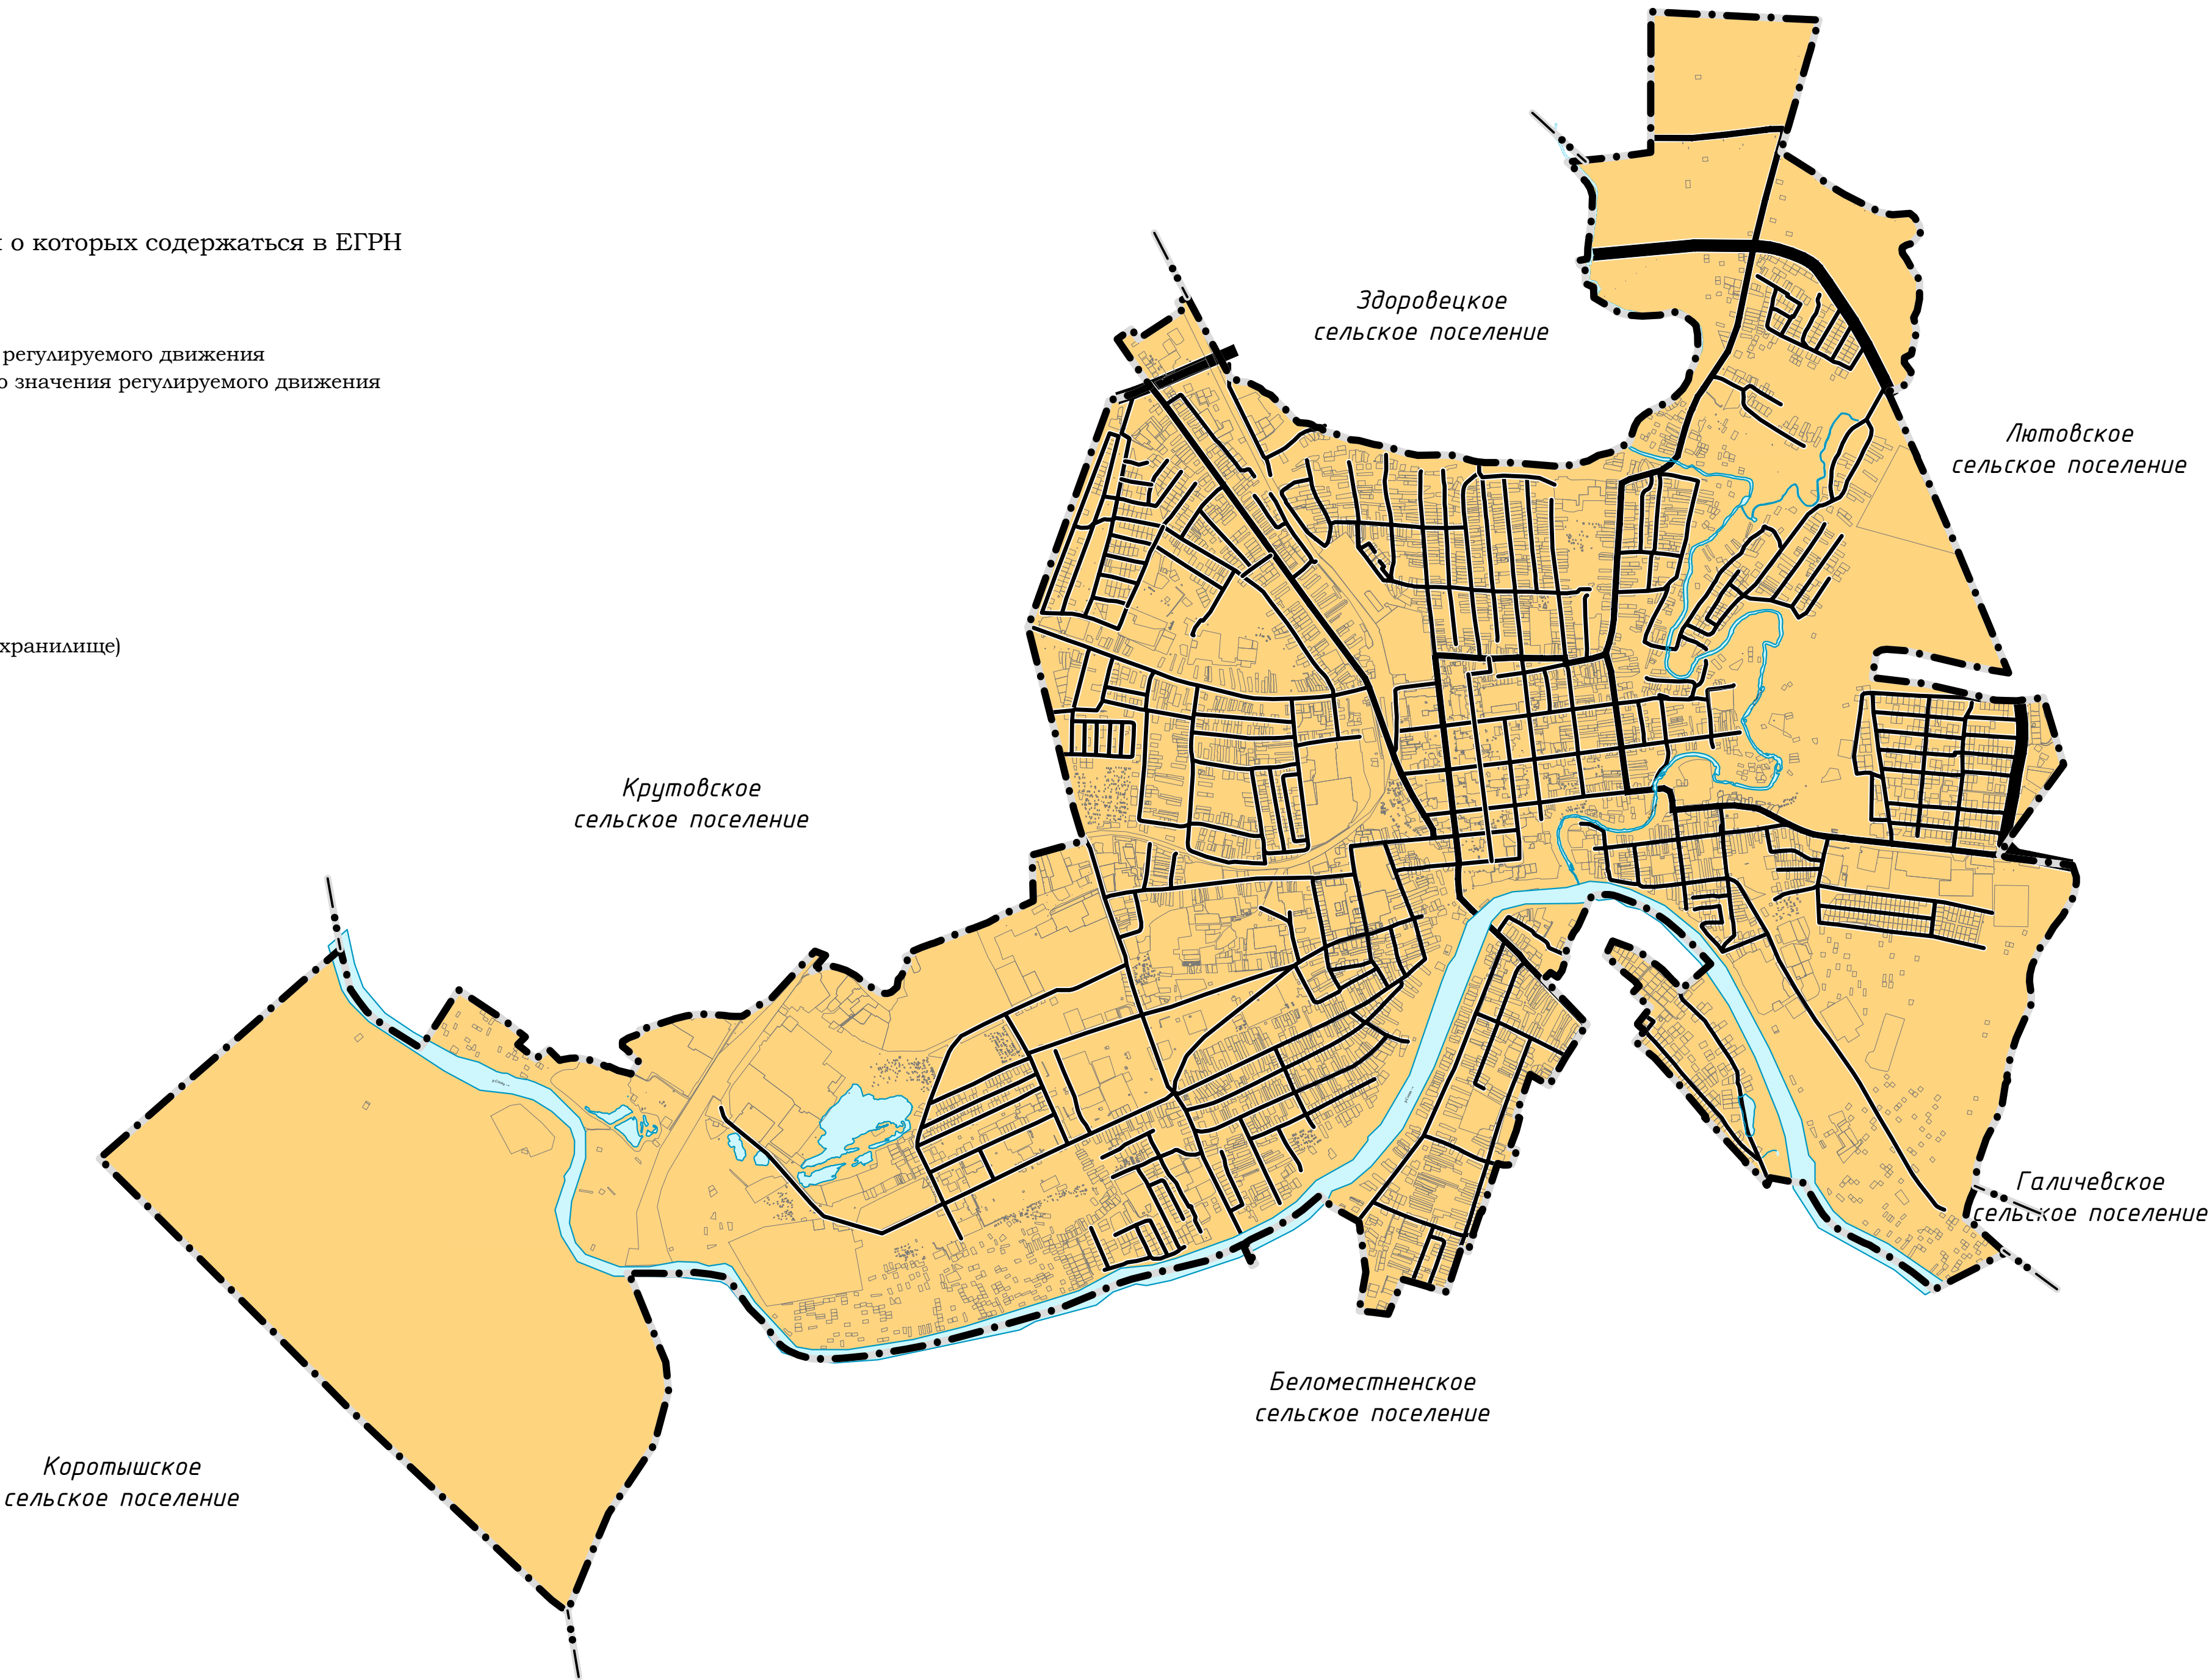 о которых содержаться в ЕГРН
регулируемого движения
значения регулируемого движения
хранилище)
Здоровецкое
сельское поселение
Лютовское
сельское поселение
Крутовское
сельское поселение
Галичевское
сельское поселение
Беломестненское
сельское поселение
Коротышское
сельское поселение